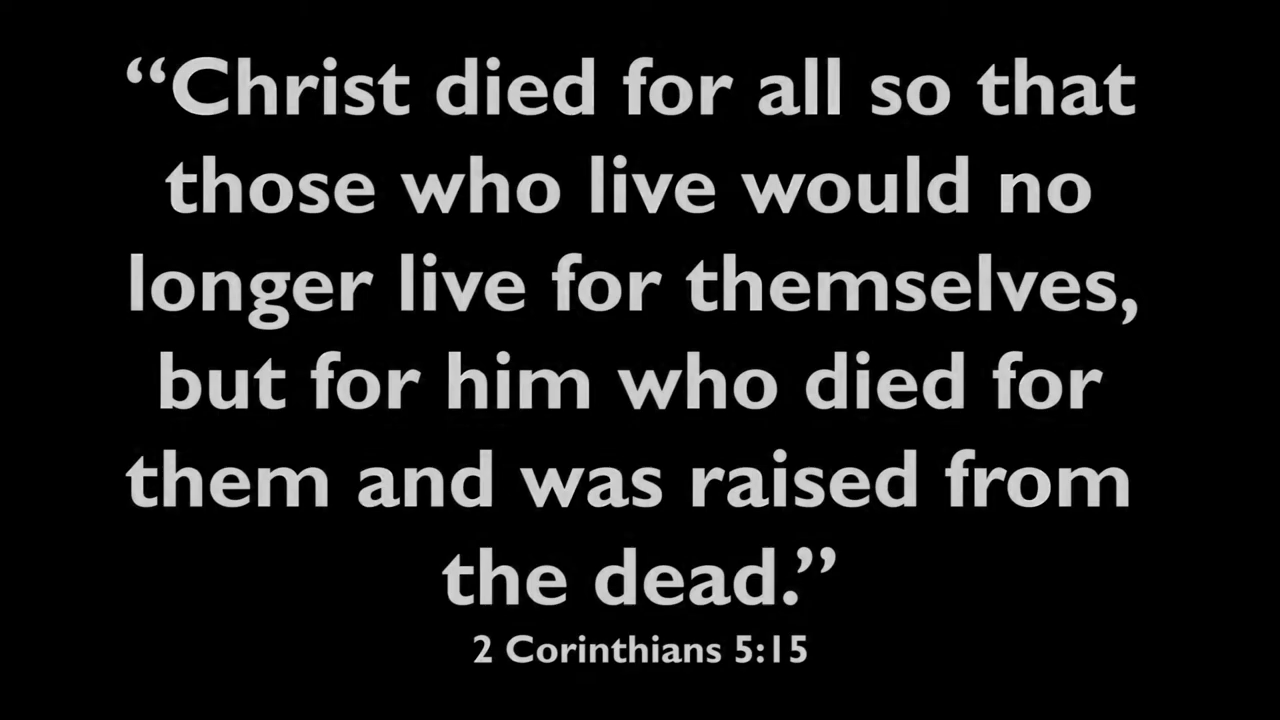 “Christ died for all so that
those who live would no
longer live for themselves,
but for him who died for
them and was raised from
the dead.”
2 Corinthians 5:15